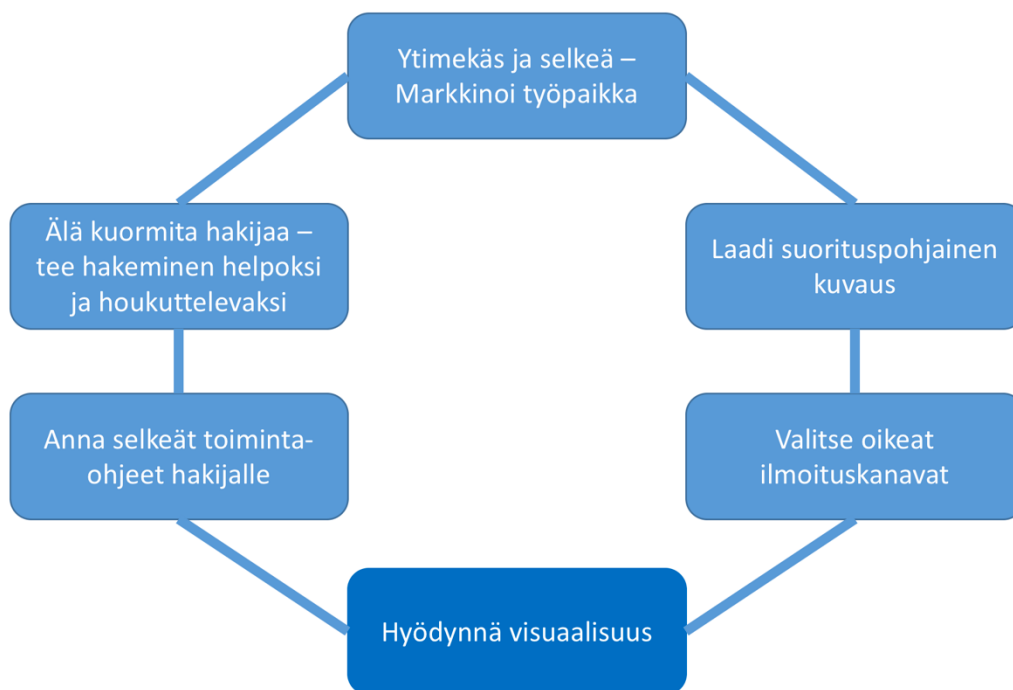 Ytimekäs ja selkeä –
Markkinoi työpaikka
Älä kuormita hakijaa –
tee hakeminen helpoksi
ja houkuttelevaksi
Laadi suorituspohjainen
kuvaus
Anna selkeät toiminta-
ohjeet hakijalle
Valitse oikeat
ilmoituskanavat
Hyödynnä visuaalisuus